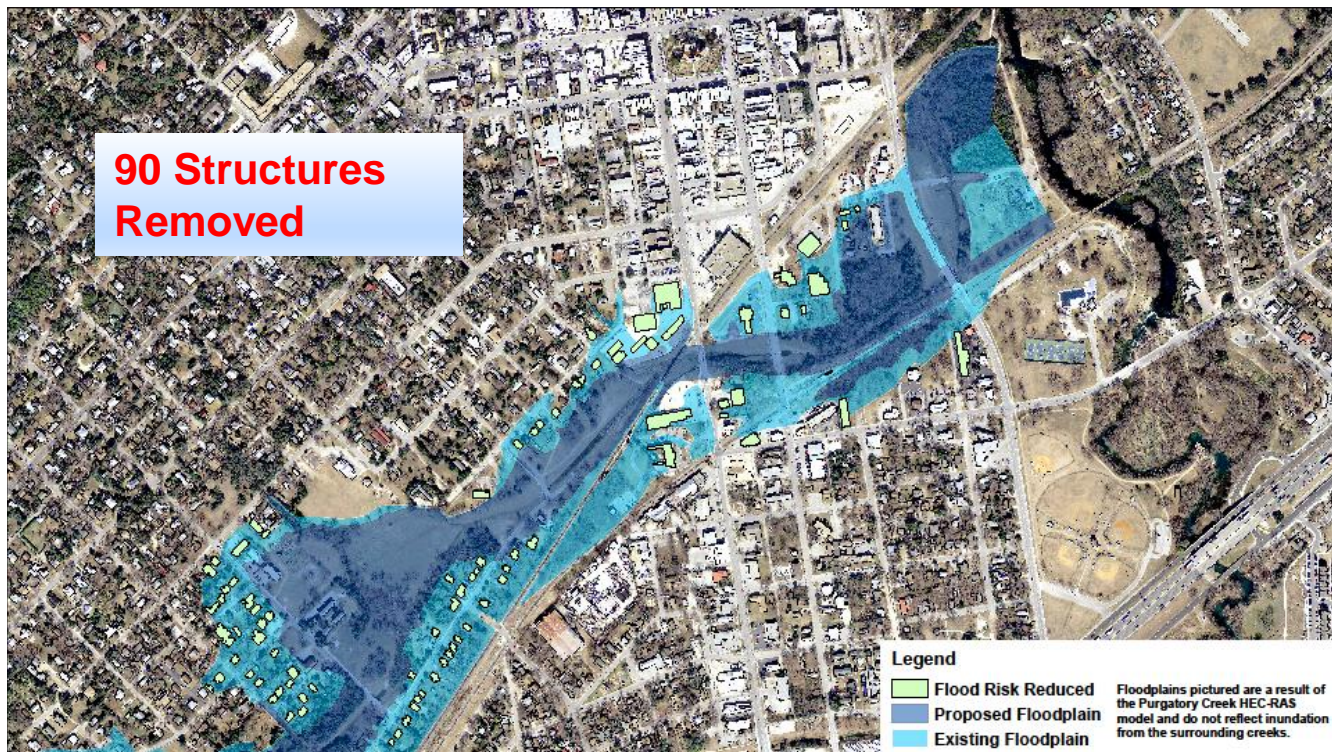 90 Structures
Removed
Legend
Flood Risk Reduced
Proposed Floodplain
Existing Floodplain
Floodplains pictured are a result of
the Purgatory Creek HEC-RAS
model and do not reflect inundation
from the surrounding creeks.